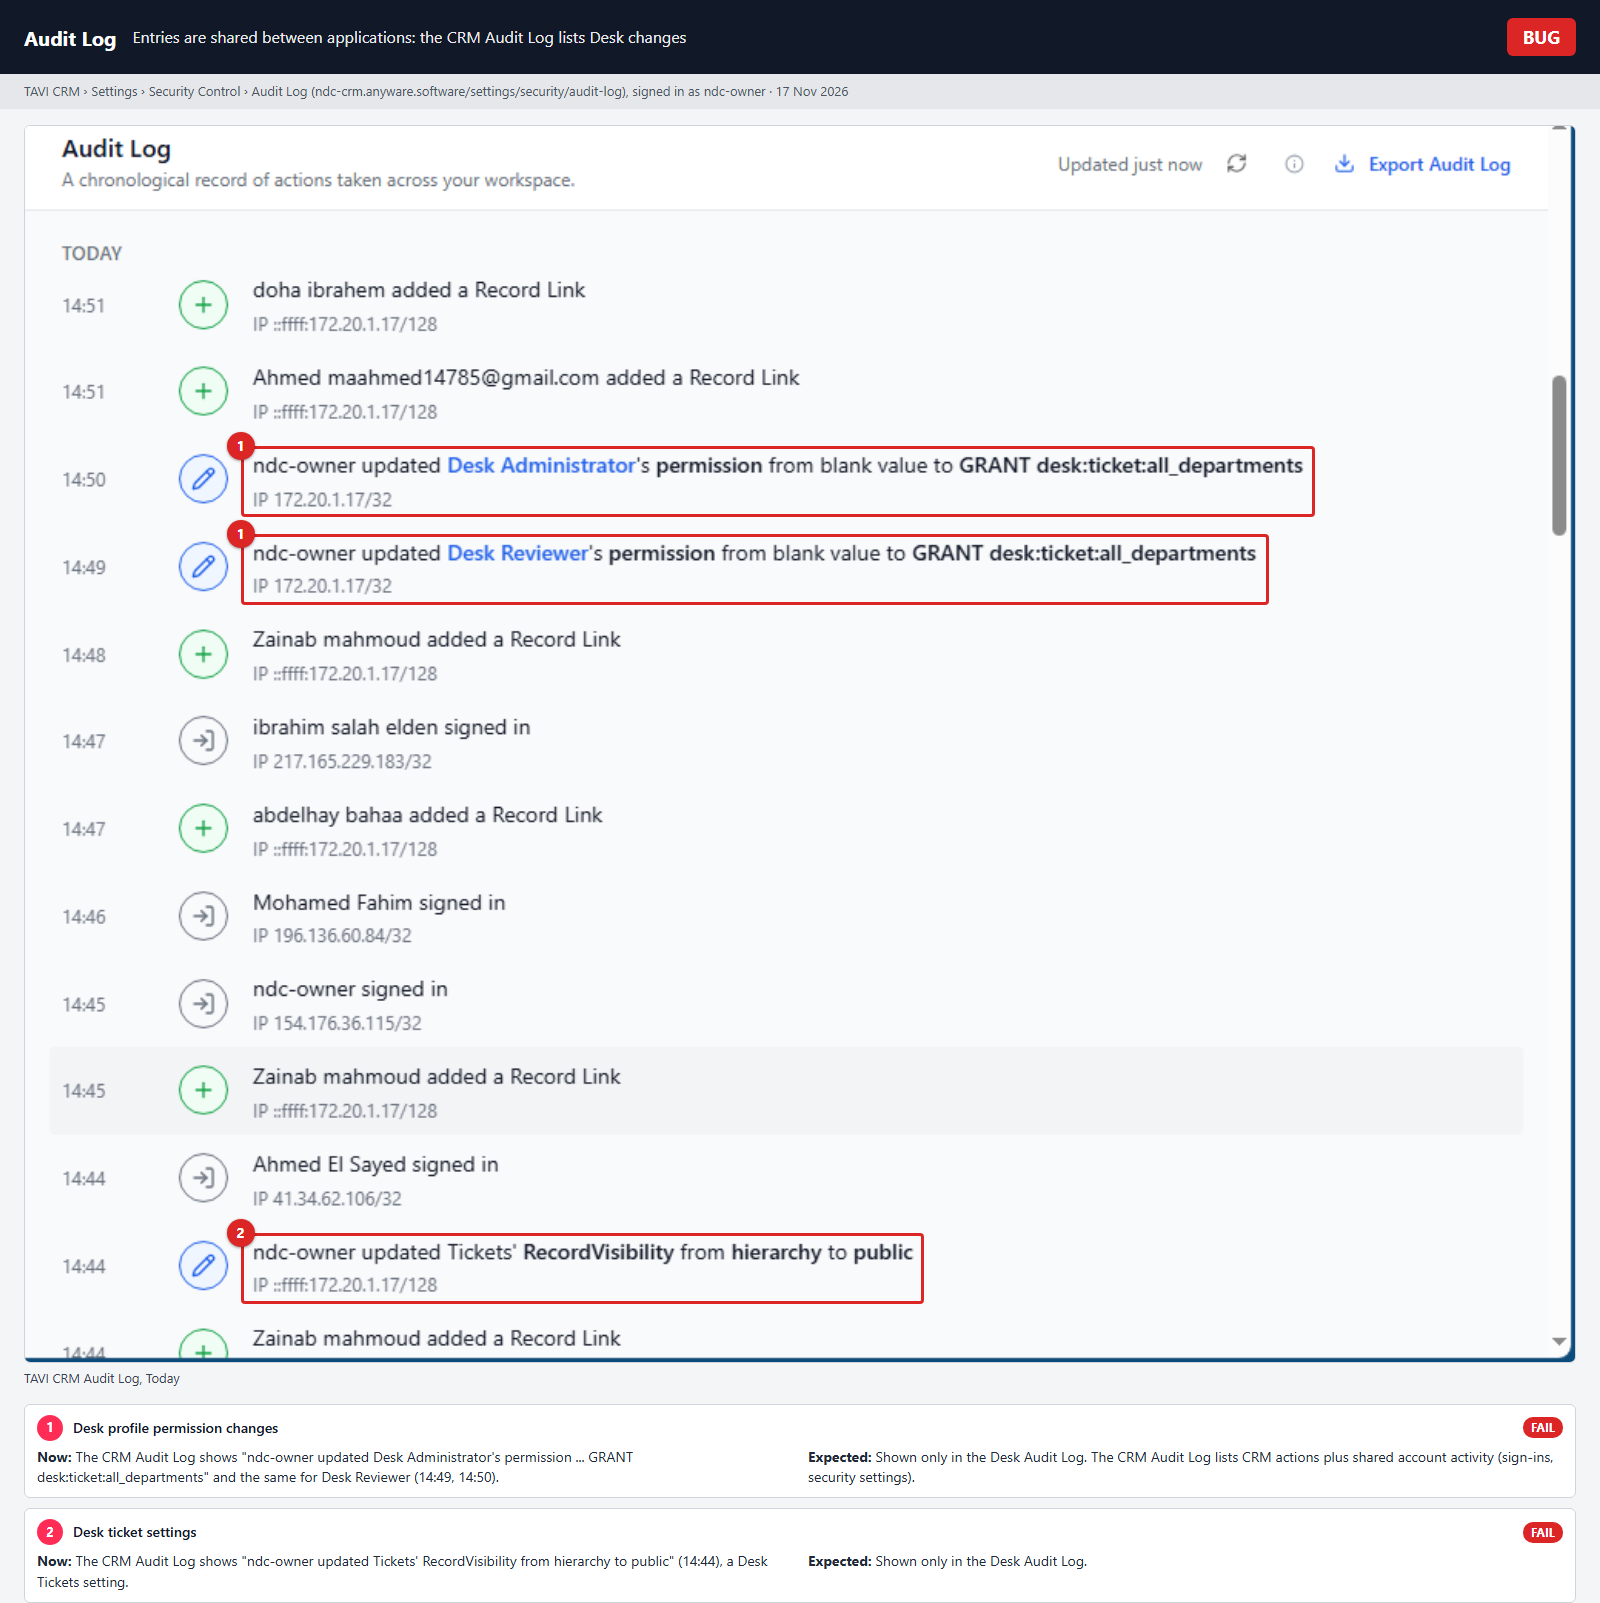 Audit Log Entries are shared between applications: the CRM Audit Log lists Desk changes BUG
TAVI CRM › Settings › Security Control › Audit Log (ndc-crm.anyware.software/settings/security/audit-log), signed in as ndc-owner · 17 Nov 2026
Audit Log
A chronological record of actions taken across your workspace.
Updated just now Export Audit Log
TODAY
14:51 doha ibrahem added a Record Link
IP ::ffff:172.20.1.17/128
14:51 Ahmed maahmed14785@gmail.com added a Record Link
IP ::ffff:172.20.1.17/128
1
14:50 ndc-owner updated Desk Administrator's permission from blank value to GRANT desk:ticket:all_departments
IP 172.20.1.17/32
1
14:49 ndc-owner updated Desk Reviewer's permission from blank value to GRANT desk:ticket:all_departments
IP 172.20.1.17/32
14:48 Zainab mahmoud added a Record Link
IP ::ffff:172.20.1.17/128
14:47 ibrahim salah elden signed in
IP 217.165.229.183/32
14:47 abdelhay bahaa added a Record Link
IP ::ffff:172.20.1.17/128
14:46 Mohamed Fahim signed in
IP 196.136.60.84/32
14:45 ndc-owner signed in
IP 154.176.36.115/32
14:45 Zainab mahmoud added a Record Link
IP ::ffff:172.20.1.17/128
14:44 Ahmed El Sayed signed in
IP 41.34.62.106/32
2
14:44 ndc-owner updated Tickets' RecordVisibility from hierarchy to public
IP ::ffff:172.20.1.17/128
14:44 Zainab mahmoud added a Record Link
TAVI CRM Audit Log, Today
1 Desk profile permission changes FAIL
Now: The CRM Audit Log shows "ndc-owner updated Desk Administrator's permission ... GRANT
desk:ticket:all_departments" and the same for Desk Reviewer (14:49, 14:50).
Expected: Shown only in the Desk Audit Log. The CRM Audit Log lists CRM actions plus shared account activity (sign-ins,
security settings).
2 Desk ticket settings FAIL
Now: The CRM Audit Log shows "ndc-owner updated Tickets' RecordVisibility from hierarchy to public" (14:44), a Desk
Tickets setting.
Expected: Shown only in the Desk Audit Log.